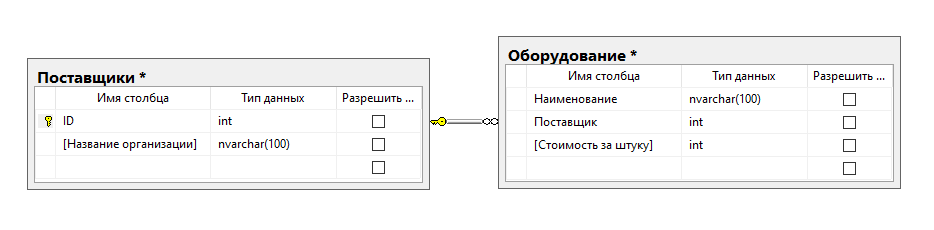 Поставщики *
Имя столбца Тип данных Разрешить ...
ID int
[Название организации] nvarchar(100)
Оборудование *
Имя столбца Тип данных Разрешить ...
Наименование nvarchar(100)
Поставщик int
[Стоимость за штуку] int